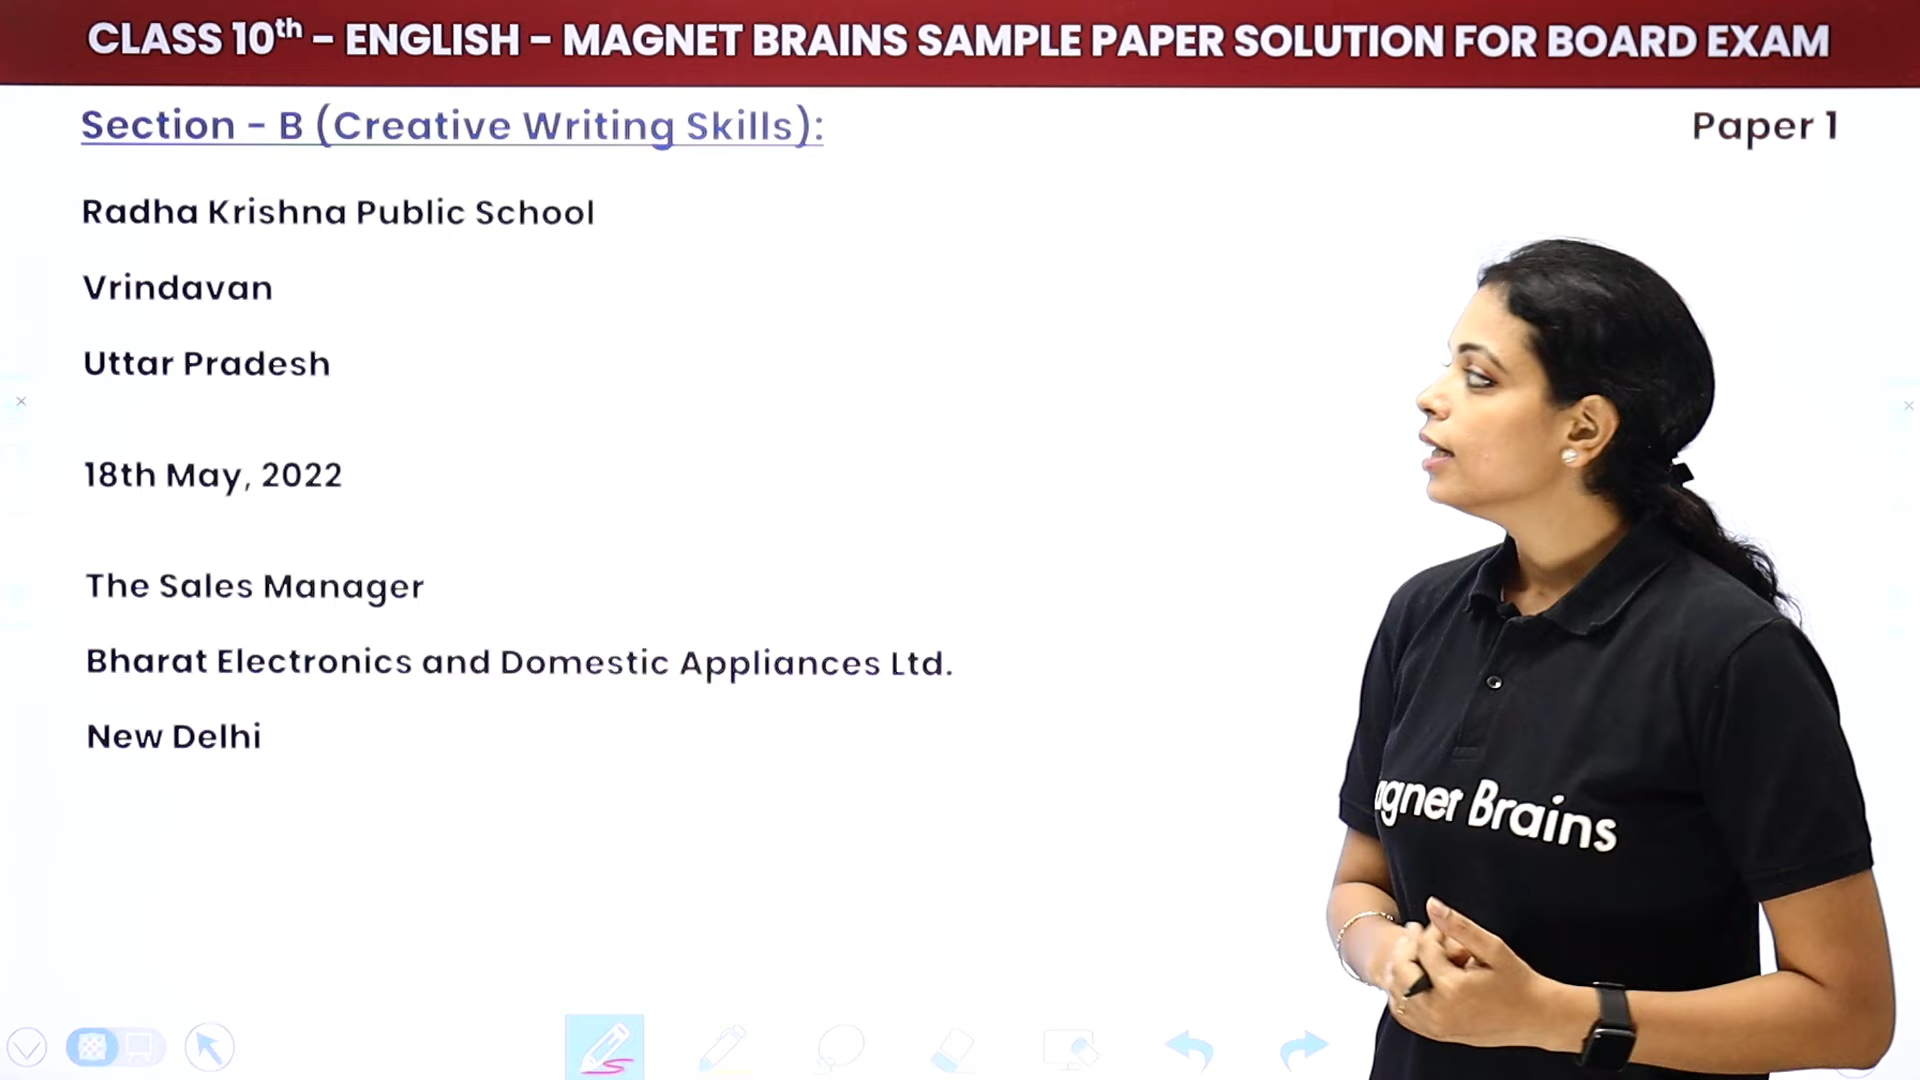 CLASS 10th - ENGLISH - MAGNET BRAINS SAMPLE PAPER SOLUTION FOR BOARD EXAM
Section - B (Creative Writing Skills):
Paper 1
Radha Krishna Public School
Vrindavan
Uttar Pradesh
18th May, 2022
The Sales Manager
Bharat Electronics and Domestic Appliances Ltd.
New Delhi
agnet Brains